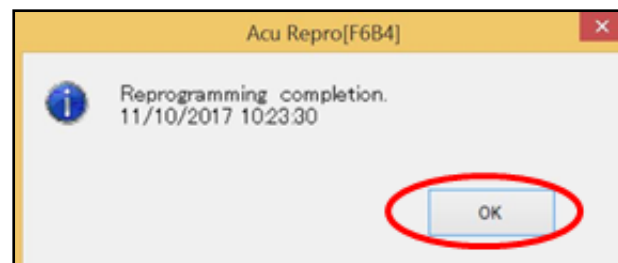 Acu Repro[F6B4]
Reprogramming completion.
11/10/2017 10:23:30
OK